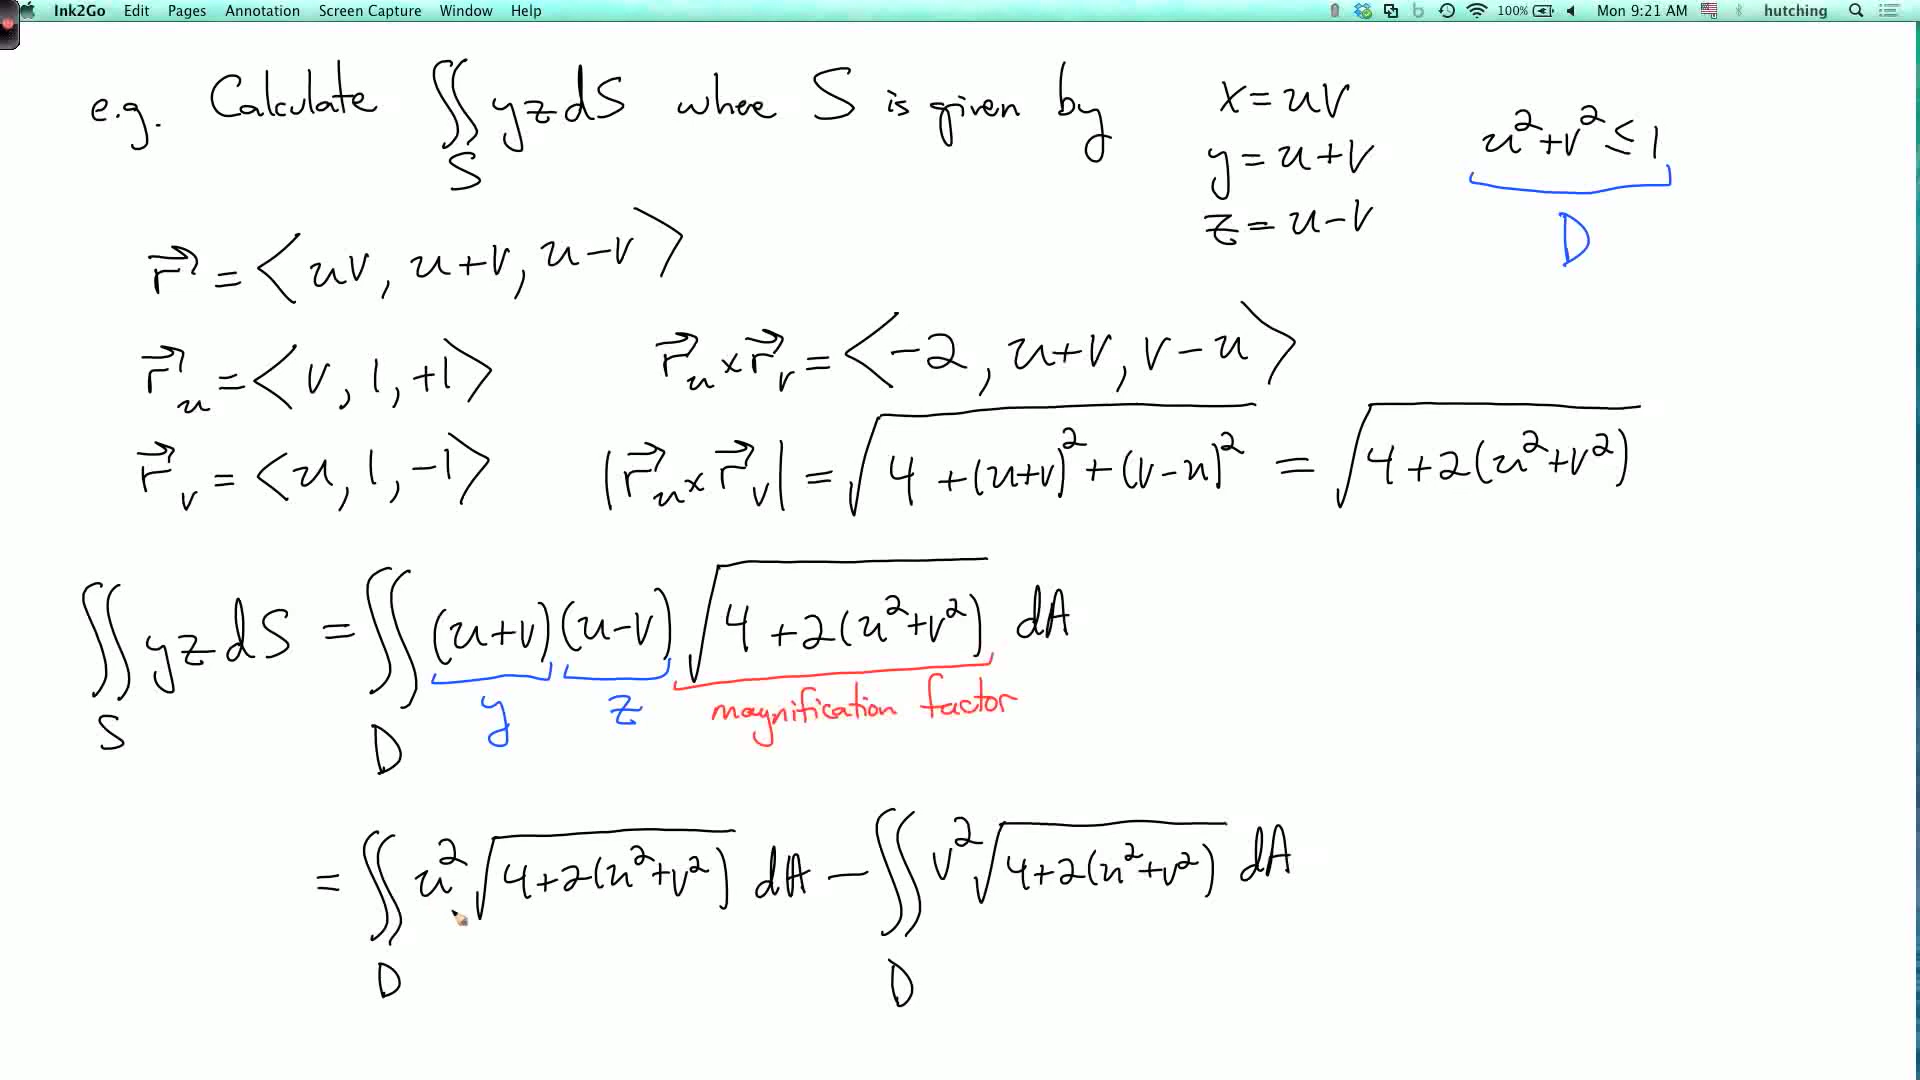 Ink2Go Edit Pages Annotation Screen Capture Window Help 100% Mon 9:21 AM hutching
e.g. Calculate ∬_S yz dS where S is given by
x = uv
y = u+v
z = u-v
u²+v² ≤ 1
D
r⃗ = <uv, u+v, u-v>
r⃗_u = <v, 1, +1>
r⃗_u × r⃗_v = <-2, u+v, v-u>
r⃗_v = <u, 1, -1>
|r⃗_u × r⃗_v| = √(4+(u+v)²+(v-u)²) = √(4+2(u²+v²))
∬_S yz dS = ∬_D (u+v)(u-v) √(4+2(u²+v²)) dA
y z magnification factor
= ∬_D u² √(4+2(u²+v²)) dA - ∬_D v² √(4+2(u²+v²)) dA